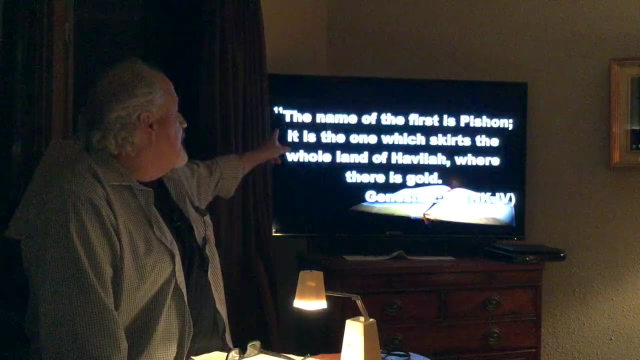 11The name of the first is Pishon;
it is the one which skirts the
whole land of Havilah, where
there is gold.